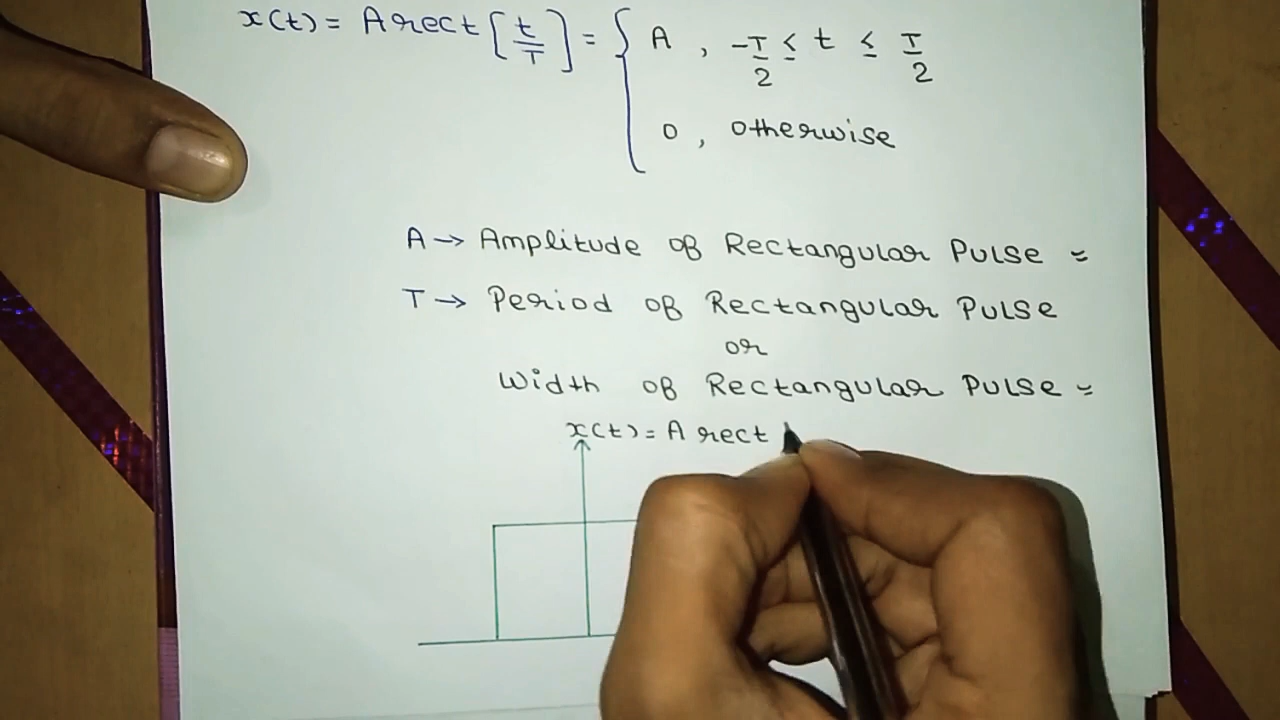 x(t) = A rect [t/T] = { A , -T/2 ≤ t ≤ T/2
0 , otherwise
A → Amplitude of Rectangular Pulse =
T → Period of Rectangular Pulse
or
Width of Rectangular Pulse =
x(t) = A rect